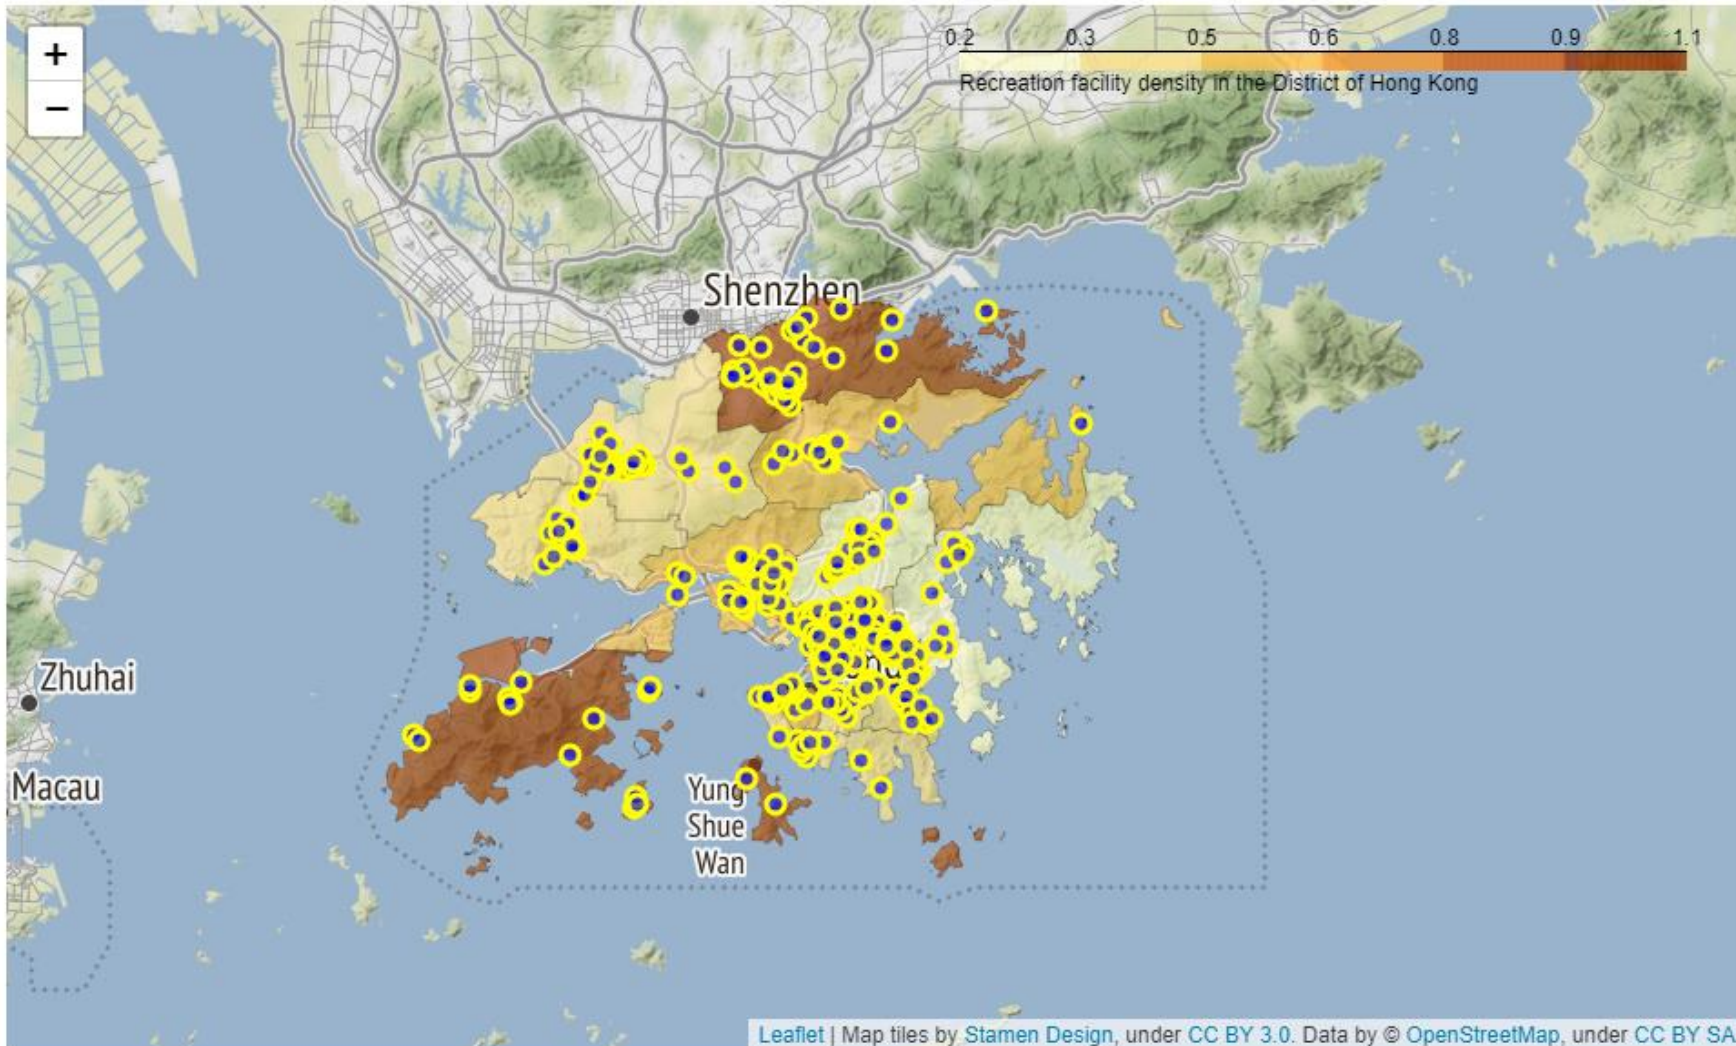 +
−
0.2 0.3 0.5 0.6 0.8 0.9 1.1
Recreation facility density in the District of Hong Kong
Shenzhen
Zhuhai
Macau
Yung
Shue
Wan
Leaflet | Map tiles by Stamen Design, under CC BY 3.0. Data by © OpenStreetMap, under CC BY SA